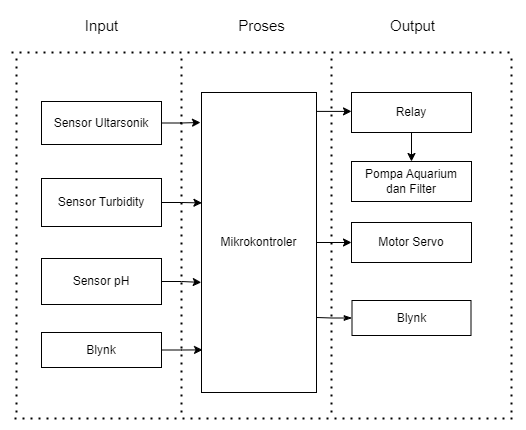 Input
Proses
Output
Sensor Ultarsonik
Sensor Turbidity
Sensor pH
Blynk
Mikrokontroler
Relay
Pompa Aquarium
dan Filter
Motor Servo
Blynk